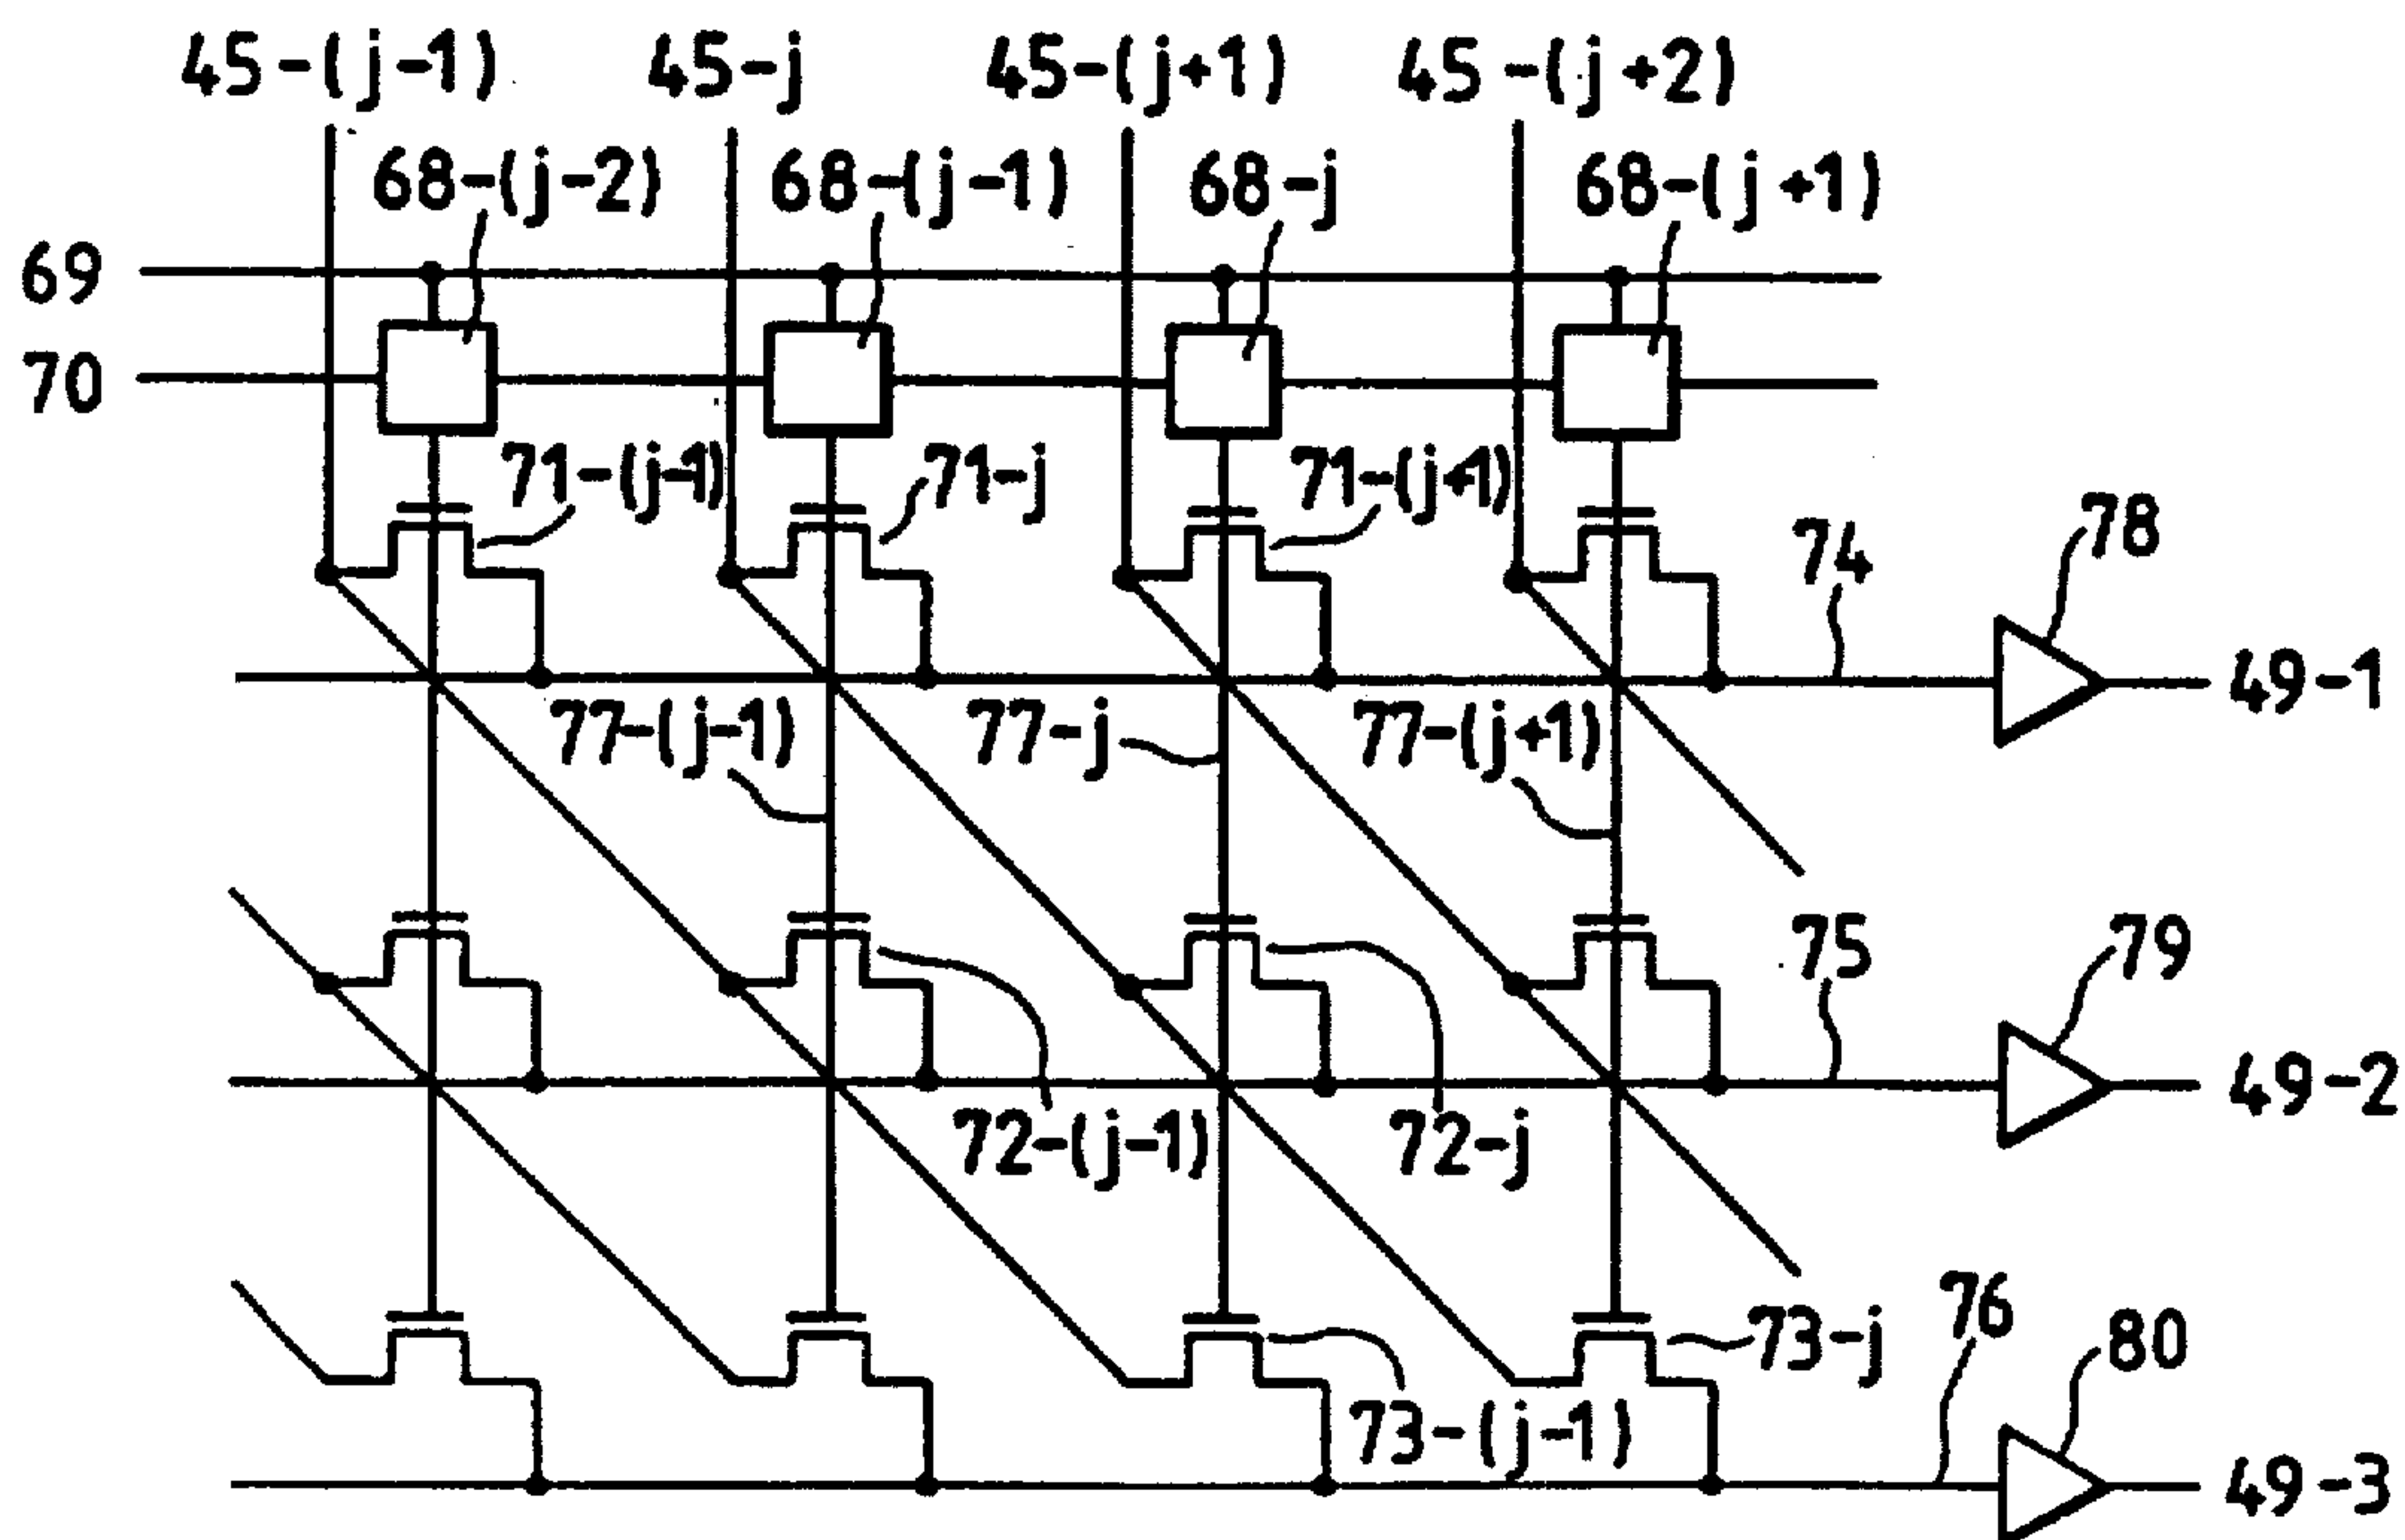 45-(j-1) 45-j 45-(j+1) 45-(j+2)
68-(j-2) 68-(j-1) 68-j 68-(j+1)
69
70
71-(j-1) 71-j 71-(j+1)
74 78
49-1
77-(j-1) 77-j 77-(j+1)
75 79
49-2
72-(j-1) 72-j
76
73-j 80
73-(j-1)
49-3